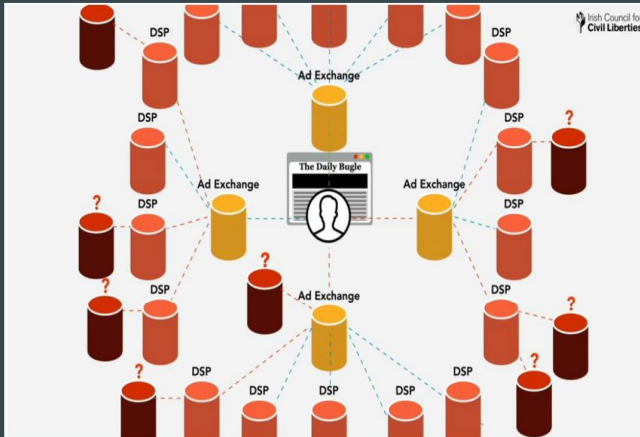 Irish Council for
Civil Liberties
DSP
DSP
Ad Exchange
DSP
DSP
?
The Daily Bugle
Ad Exchange
Ad Exchange
?
DSP
DSP
?
?
DSP
Ad Exchange
DSP
?
?
?
DSP
DSP
DSP
DSP
DSP